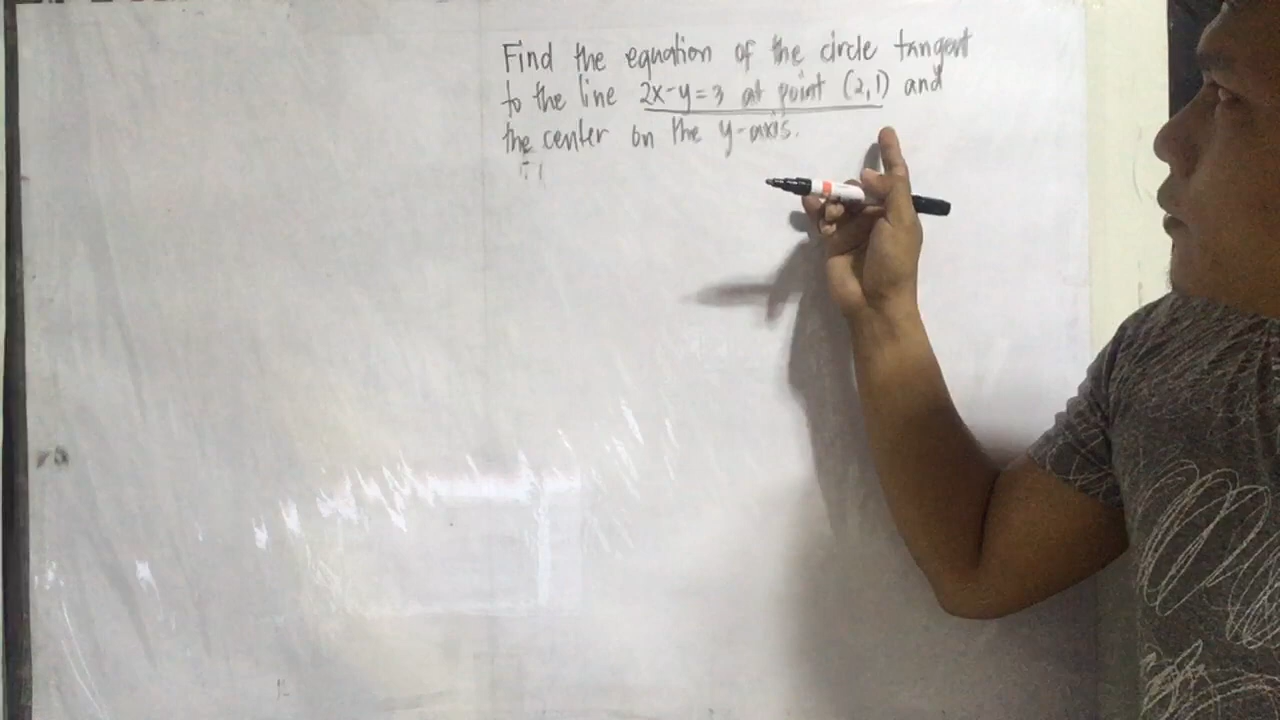 Find the equation of the circle tangent
to the line 2x-y=3 at point (2,1) and
the center on the y-axis.